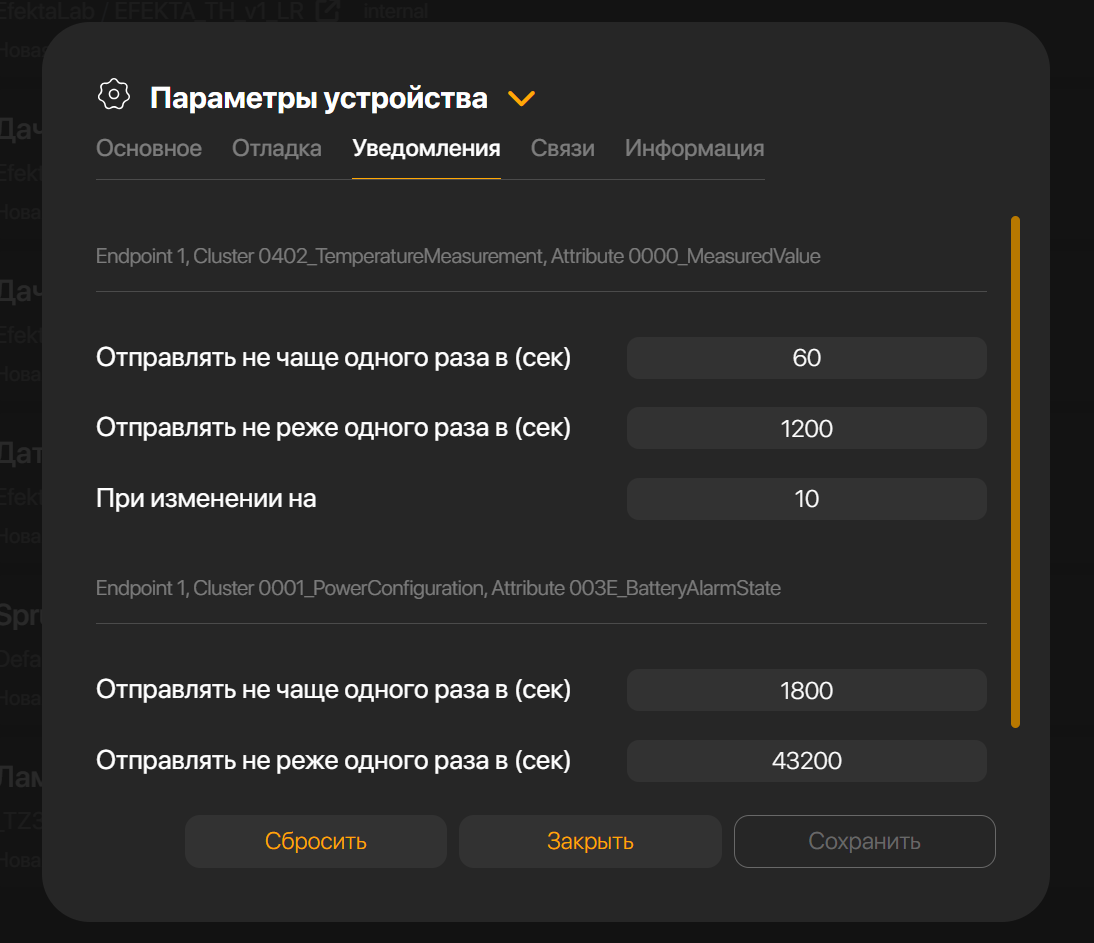 EfektaLab / EFEKTA_TH_v1_LR internal
Параметры устройства
Основное Отладка Уведомления Связи Информация
Endpoint 1, Cluster 0402_TemperatureMeasurement, Attribute 0000_MeasuredValue
Отправлять не чаще одного раза в (сек) 60
Отправлять не реже одного раза в (сек) 1200
При изменении на 10
Endpoint 1, Cluster 0001_PowerConfiguration, Attribute 003E_BatteryAlarmState
Отправлять не чаще одного раза в (сек) 1800
Отправлять не реже одного раза в (сек) 43200
Сбросить Закрыть Сохранить